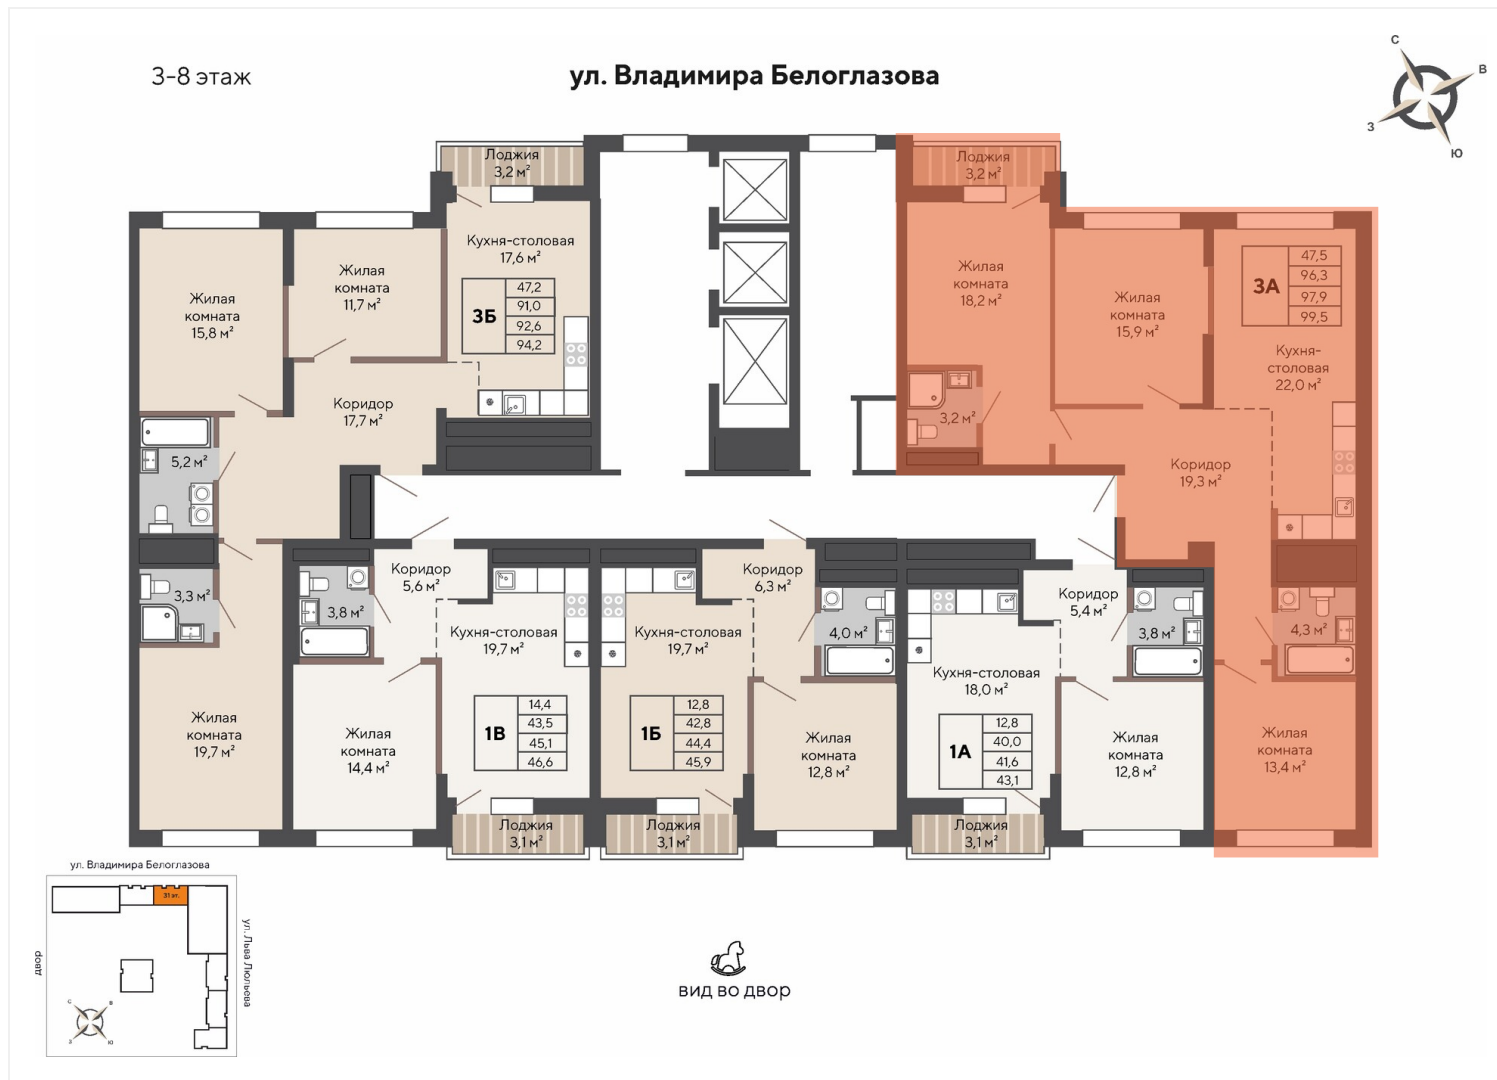 3-8 этаж
ул. Владимира Белоглазова
С
В
З
Ю
Лоджия
3,2 м²
Кухня-столовая
17,6 м²
3Б
47,2
91,0
92,6
94,2
Жилая
комната
11,7 м²
Жилая
комната
15,8 м²
Коридор
17,7 м²
5,2 м²
3,3 м²
Жилая
комната
19,7 м²
Лоджия
3,2 м²
Жилая
комната
18,2 м²
Жилая
комната
15,9 м²
3А
47,5
96,3
97,9
99,5
Кухня-
столовая
22,0 м²
3,2 м²
Коридор
19,3 м²
4,3 м²
Жилая
комната
13,4 м²
Коридор
5,6 м²
3,8 м²
Кухня-столовая
19,7 м²
1В
14,4
43,5
45,1
46,6
Жилая
комната
14,4 м²
Лоджия
3,1 м²
Коридор
6,3 м²
4,0 м²
Кухня-столовая
19,7 м²
1Б
12,8
42,8
44,4
45,9
Жилая
комната
12,8 м²
Лоджия
3,1 м²
Коридор
5,4 м²
3,8 м²
Кухня-столовая
18,0 м²
1А
12,8
40,0
41,6
43,1
Жилая
комната
12,8 м²
Лоджия
3,1 м²
ул. Владимира Белоглазова
31 эт.
двор
ул. Льва Люльева
С
В
З
Ю
вид во двор